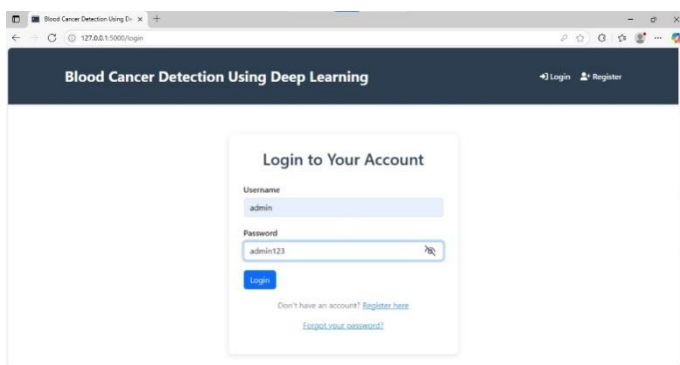 Blood Cancer Detection Using De
127.0.0.1:5000/login
Blood Cancer Detection Using Deep Learning
Login
Register
Login to Your Account
Username
admin
Password
admin123
Login
Don't have an account? Register here
Forgot your password?